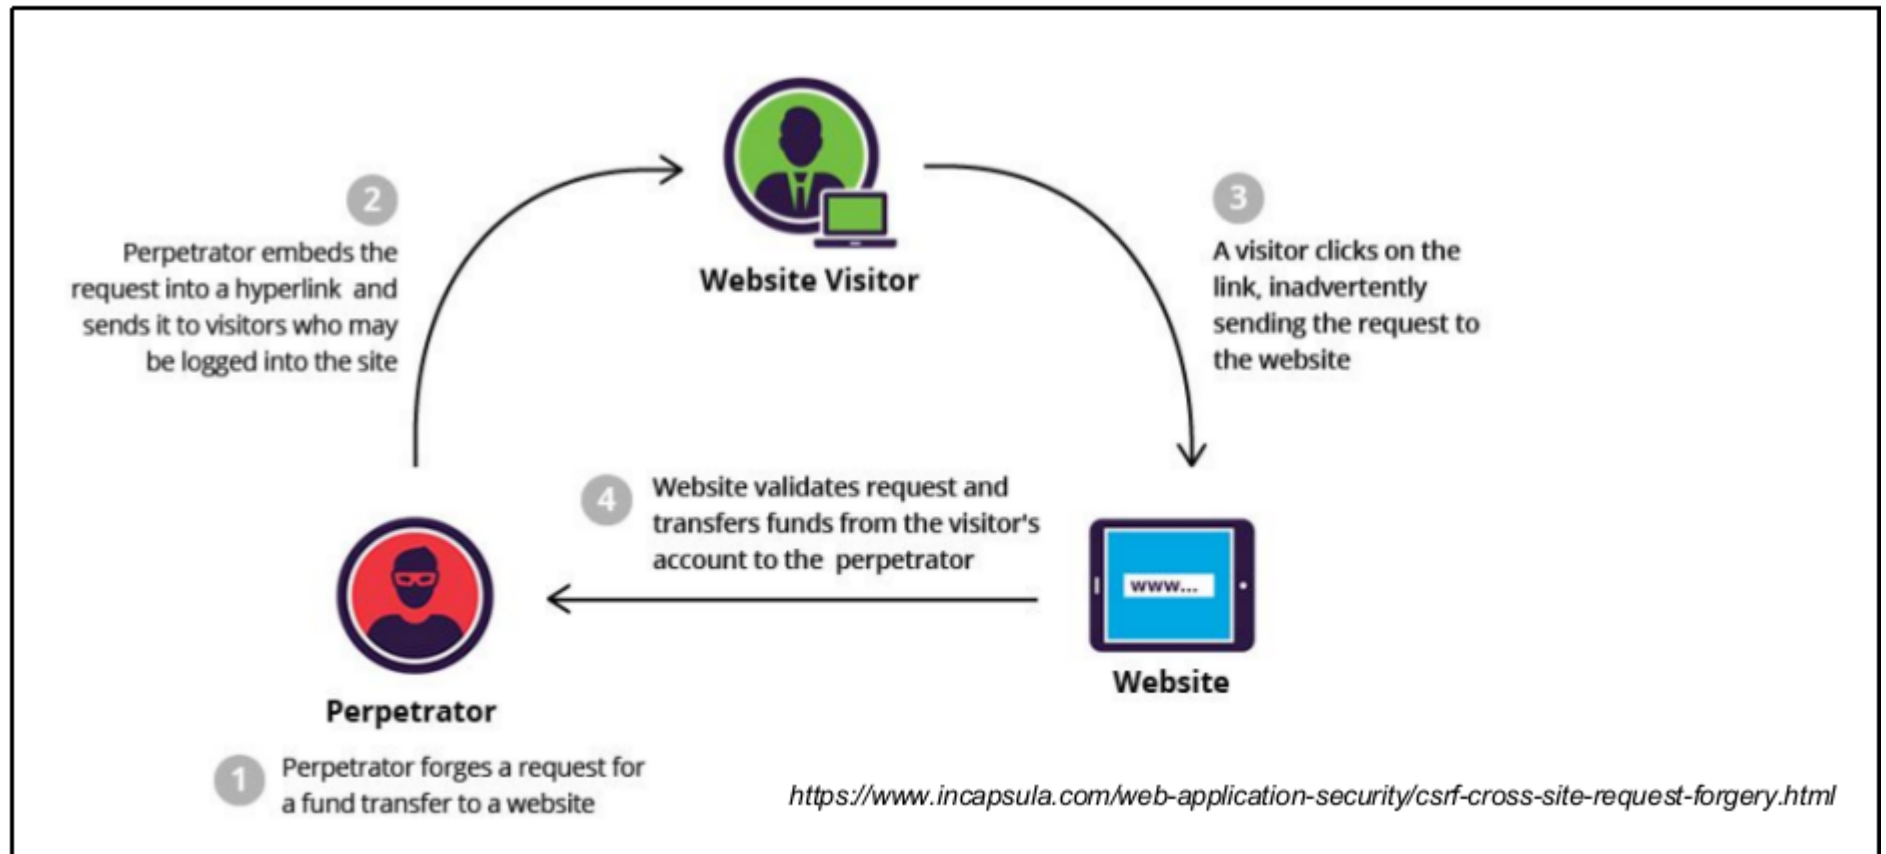 2
Perpetrator embeds the
request into a hyperlink and
sends it to visitors who may
be logged into the site
Website Visitor
3
A visitor clicks on the
link, inadvertently
sending the request to
the website
4
Website validates request and
transfers funds from the visitor's
account to the perpetrator
www...
Website
Perpetrator
1
Perpetrator forges a request for
a fund transfer to a website
https://www.incapsula.com/web-application-security/csrf-cross-site-request-forgery.html